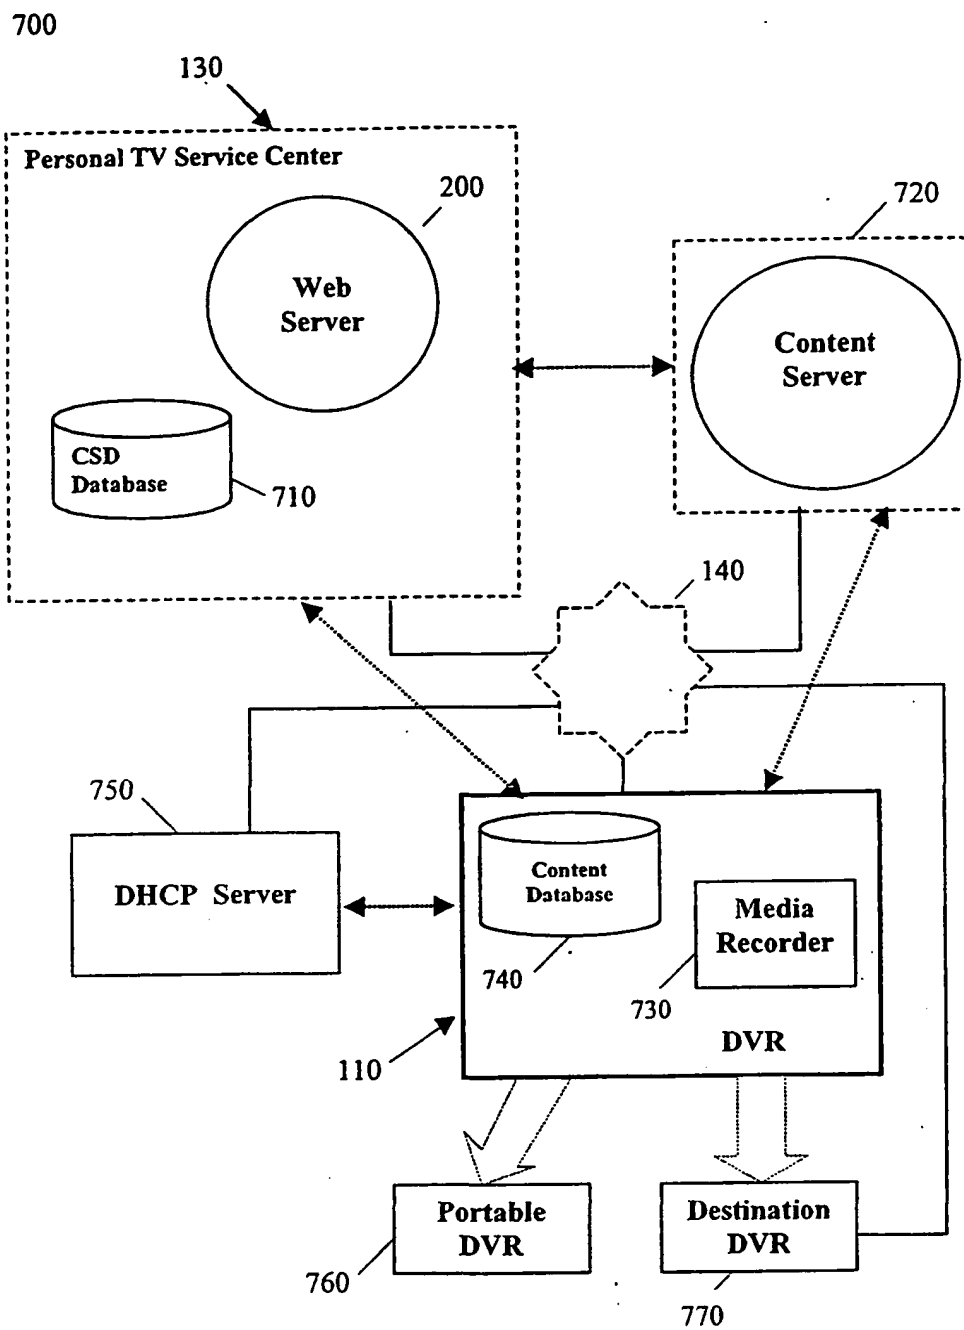 700
130
Personal TV Service Center
200
Web
Server
720
Content
Server
CSD
Database
710
140
750
DHCP Server
Content
Database
740
Media
Recorder
730
DVR
110
Portable
DVR
760
Destination
DVR
770